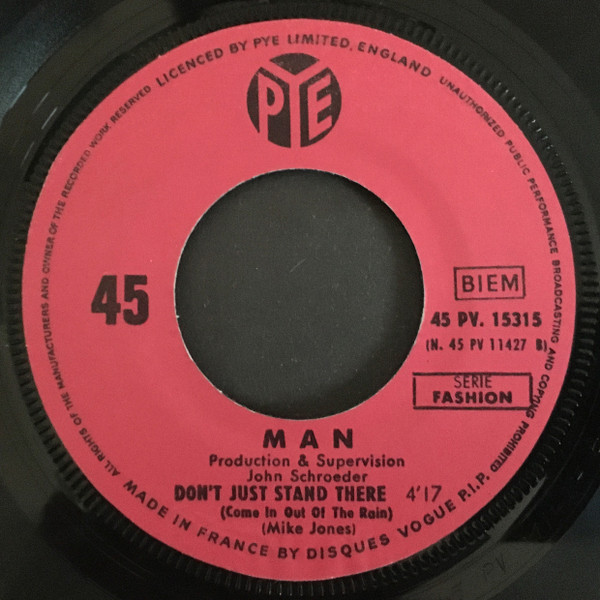 LICENCED BY PYE LIMITED, ENGLAND
UNAUTHORIZED PUBLIC PERFORMANCE BROADCASTING AND COPYING PROHIBITED
ALL RIGHTS OF THE MANUFACTURERS AND OWNER OF THE RECORDED WORK RESERVED
PYE
45
BIEM
45 PV. 15315
(N. 45 PV 11427 B)
SERIE
FASHION
MAN
Production & Supervision
John Schroeder
DON'T JUST STAND THERE 4'17
(Come In Out Of The Rain)
(Mike Jones)
MADE IN FRANCE BY DISQUES VOGUE P.I.P.